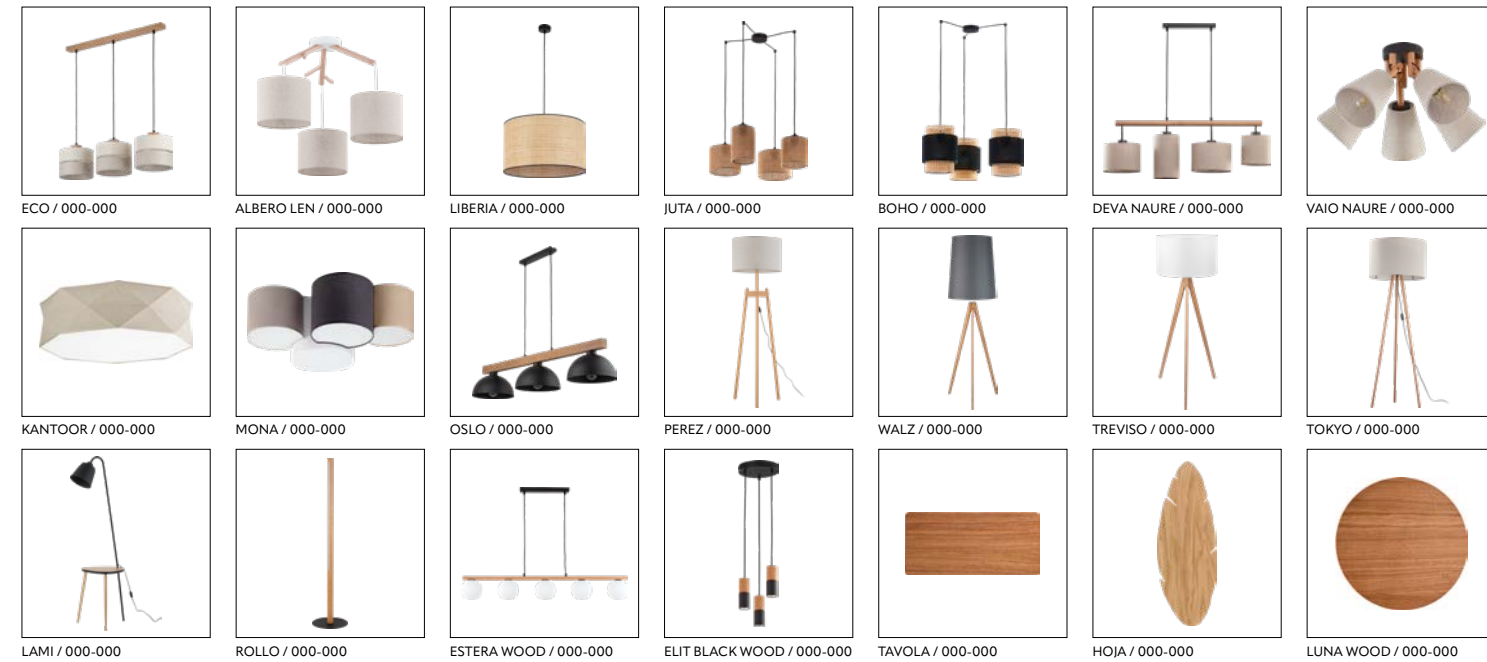 ECO / 000-000
ALBERO LEN / 000-000
LIBERIA / 000-000
JUTA / 000-000
BOHO / 000-000
DEVA NAURE / 000-000
VAIO NAURE / 000-000
KANTOOR / 000-000
MONA / 000-000
OSLO / 000-000
PEREZ / 000-000
WALZ / 000-000
TREVISO / 000-000
TOKYO / 000-000
LAMI / 000-000
ROLLO / 000-000
ESTERA WOOD / 000-000
ELIT BLACK WOOD / 000-000
TAVOLA / 000-000
HOJA / 000-000
LUNA WOOD / 000-000